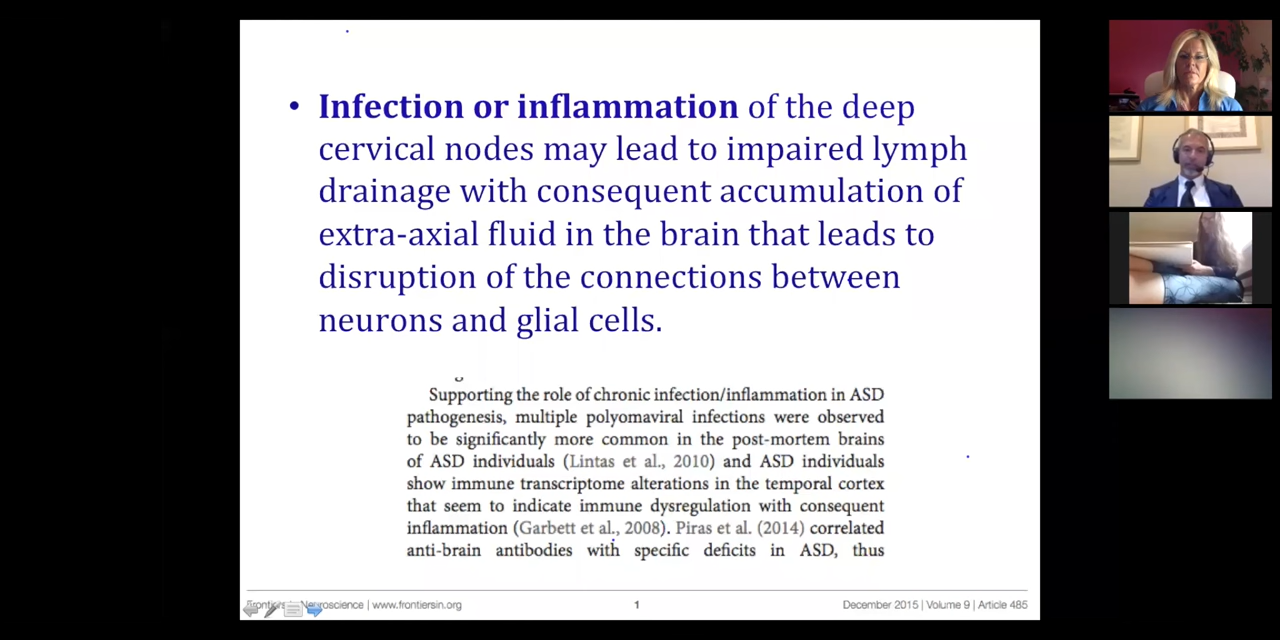 • Infection or inflammation of the deep
cervical nodes may lead to impaired lymph
drainage with consequent accumulation of
extra-axial fluid in the brain that leads to
disruption of the connections between
neurons and glial cells.
Supporting the role of chronic infection/inflammation in ASD
pathogenesis, multiple polyomaviral infections were observed
to be significantly more common in the post-mortem brains
of ASD individuals (Lintas et al., 2010) and ASD individuals
show immune transcriptome alterations in the temporal cortex
that seem to indicate immune dysregulation with consequent
inflammation (Garbett et al., 2008). Piras et al. (2014) correlated
anti-brain antibodies with specific deficits in ASD, thus
Frontiers in Neuroscience | www.frontiersin.org
1
December 2015 | Volume 9 | Article 485